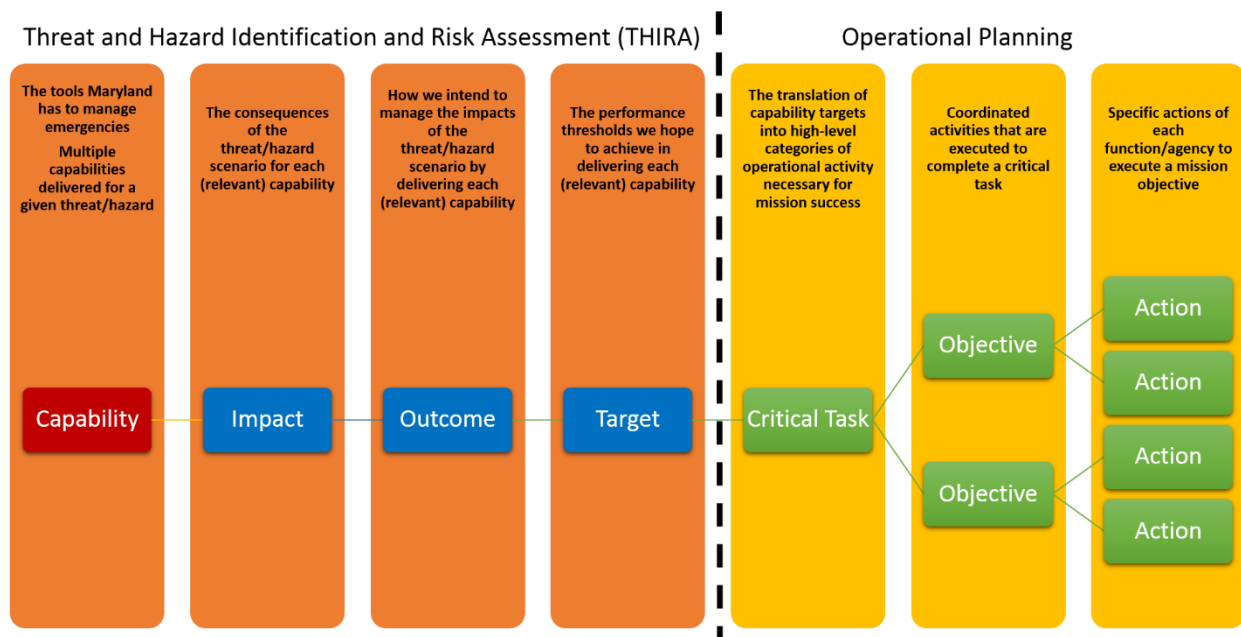 Threat and Hazard Identification and Risk Assessment (THIRA)
Operational Planning
The tools Maryland
has to manage
emergencies
Multiple
capabilities
delivered for a
given threat/hazard
The consequences
of the
threat/hazard
scenario for each
(relevant) capability
How we intend to
manage the impacts
of the
threat/hazard
scenario by
delivering each
(relevant) capability
The performance
thresholds we hope
to achieve in
delivering each
(relevant) capability
The translation of
capability targets
into high-level
categories of
operational activity
necessary for
mission success
Coordinated
activities that are
executed to
complete a critical
task
Specific actions of
each
function/agency to
execute a mission
objective
Capability
Impact
Outcome
Target
Critical Task
Objective
Objective
Action
Action
Action
Action